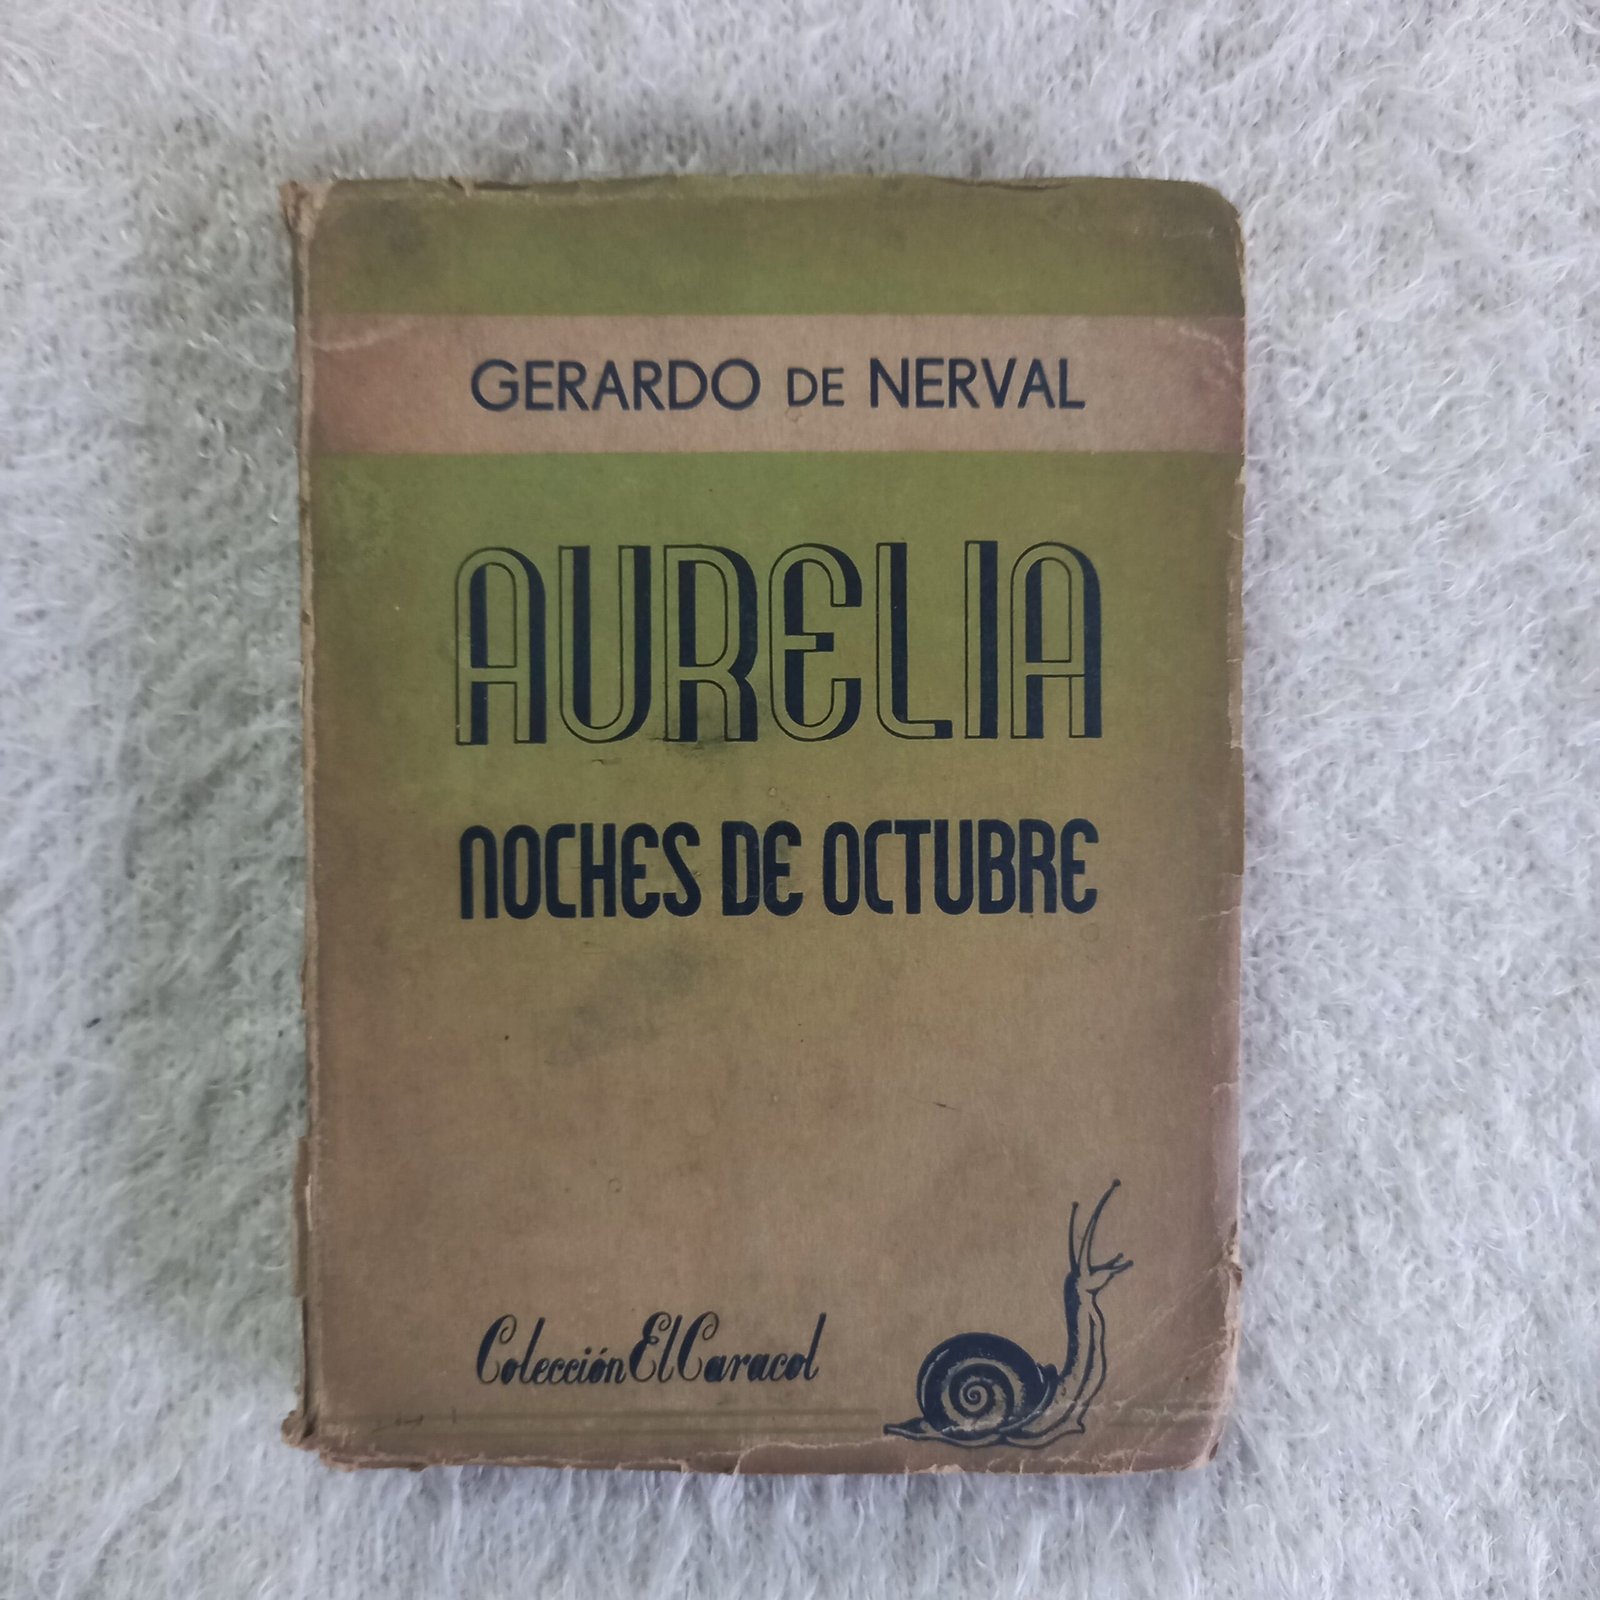 GERARDO DE NERVAL
AURELIA
NOCHES DE OCTUBRE
Colección El Caracol